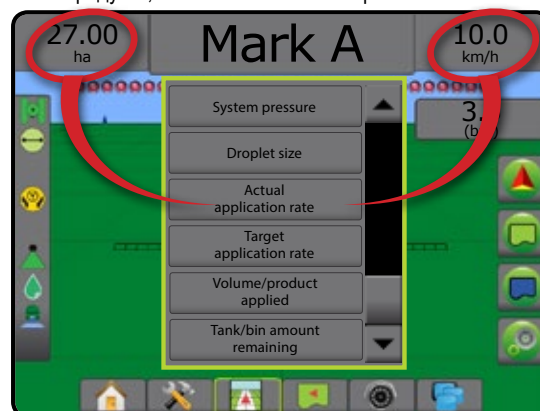 27.00
ha
Mark A
10.0
km/h
System pressure
3.
Droplet size
Actual
application rate
Target
application rate
Volume/product
applied
Tank/bin amount
remaining